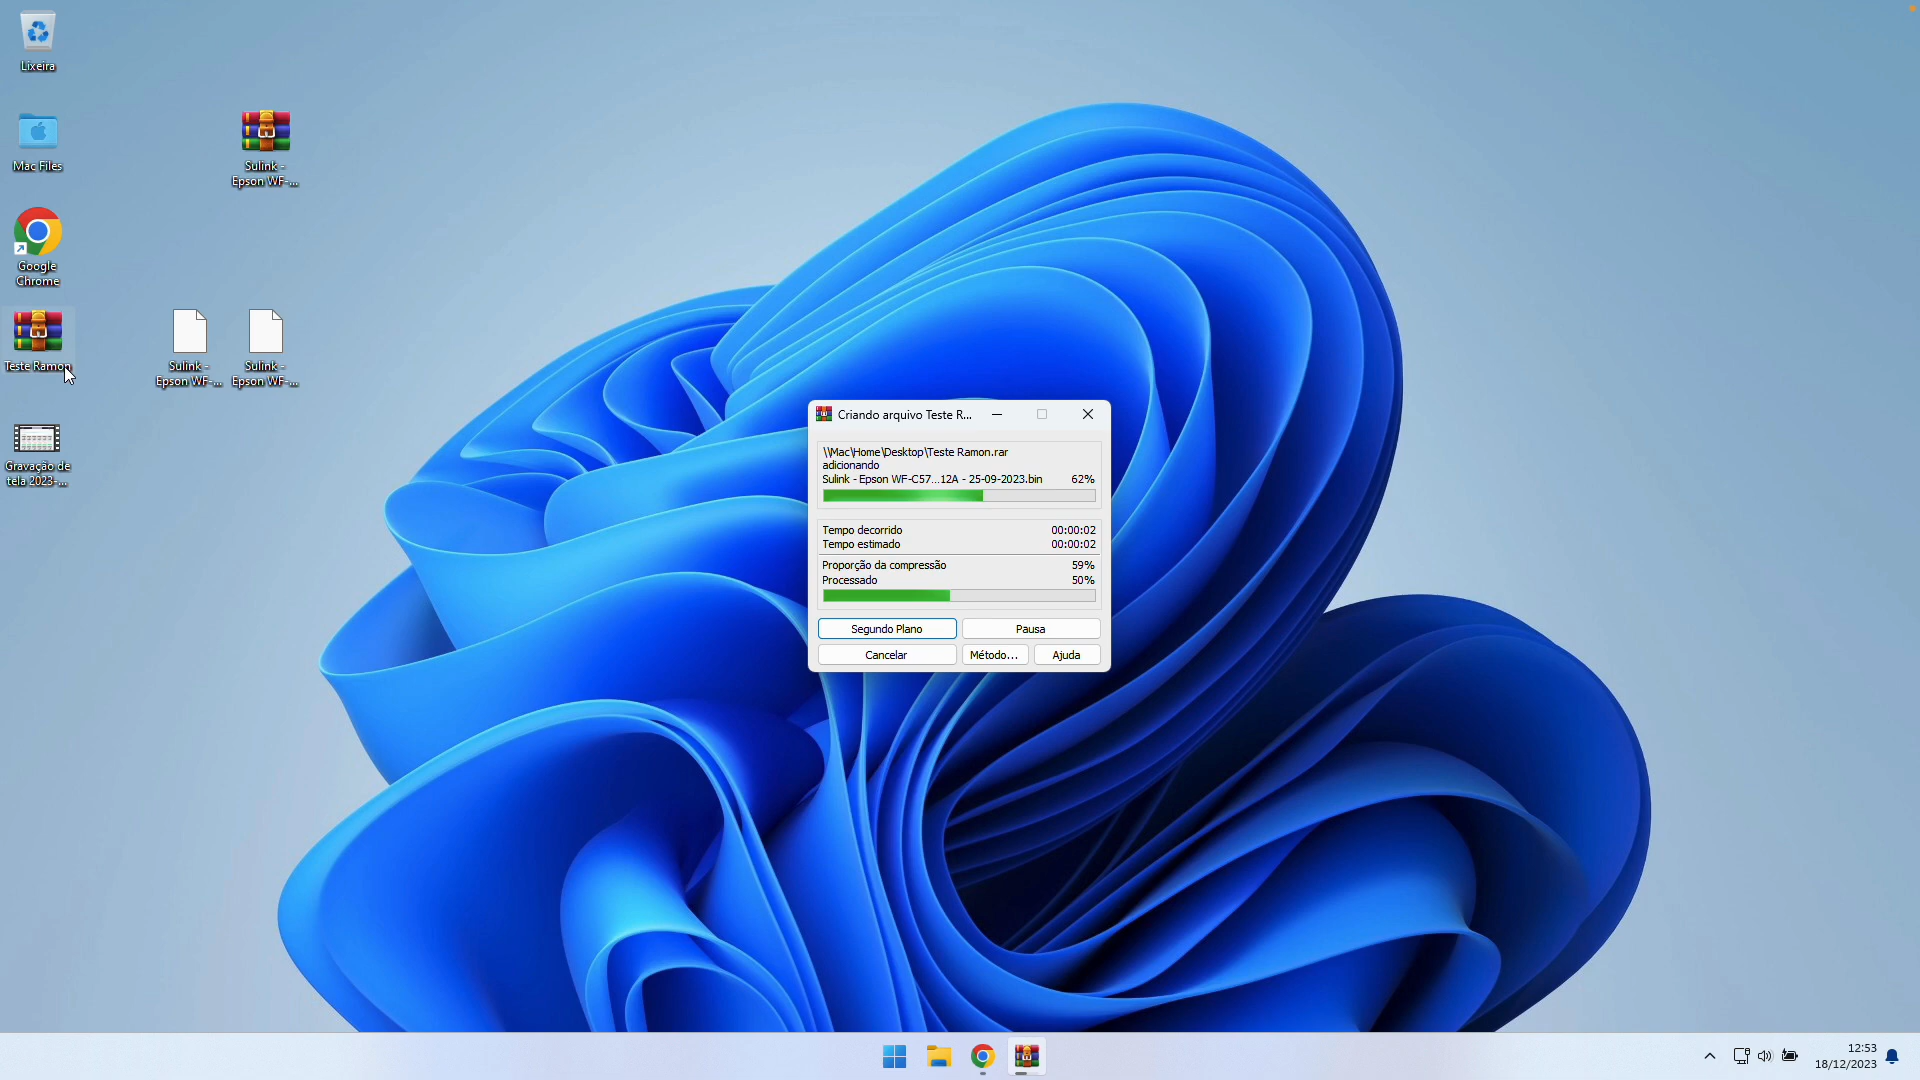 Lixeira
Mac Files
Google
Chrome
Teste Ramon
Gravação de
tela 2023-...
Sulink -
Epson WF-...
Sulink -
Epson WF-...
Sulink -
Epson WF-...
Criando arquivo Teste R...
\\Mac\Home\Desktop\Teste Ramon.rar
adicionando
Sulink - Epson WF-C57...12A - 25-09-2023.bin 62%
Tempo decorrido 00:00:02
Tempo estimado 00:00:02
Proporção da compressão 59%
Processado 50%
Segundo Plano Pausa
Cancelar Método... Ajuda
12:53
18/12/2023